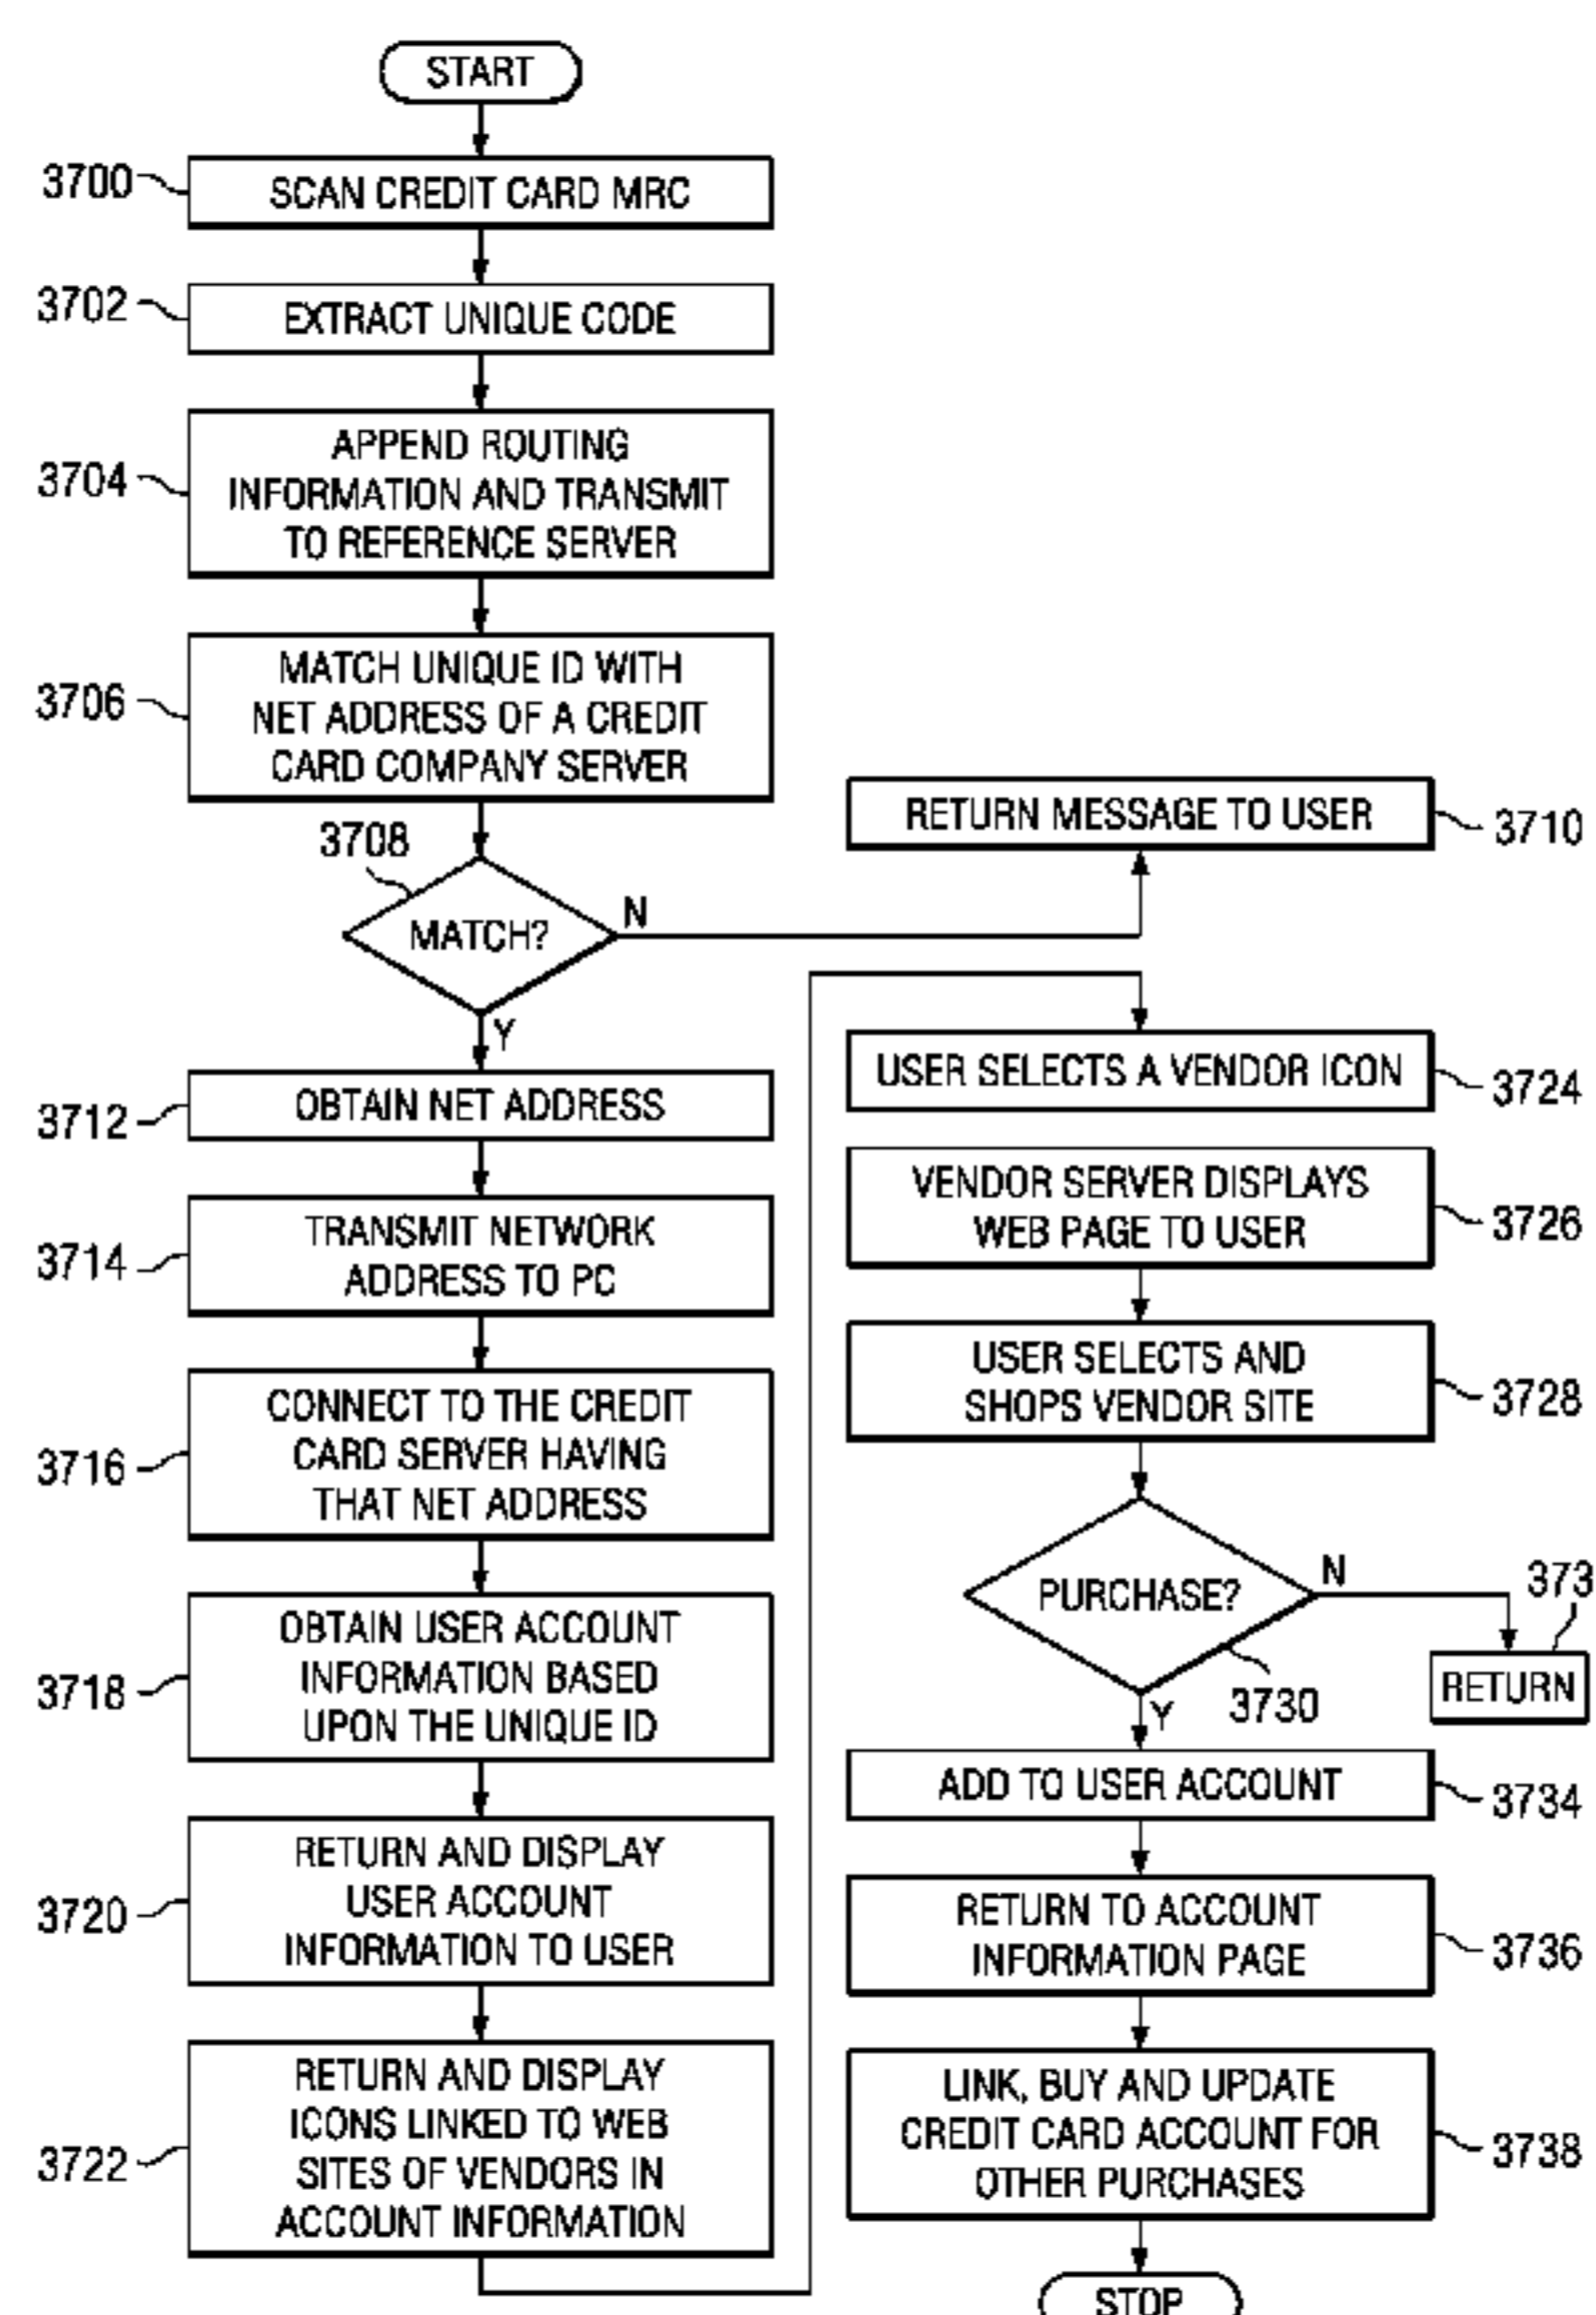 START
3700
SCAN CREDIT CARD MRC
3702
EXTRACT UNIQUE CODE
3704
APPEND ROUTING
INFORMATION AND TRANSMIT
TO REFERENCE SERVER
3706
MATCH UNIQUE ID WITH
NET ADDRESS OF A CREDIT
CARD COMPANY SERVER
3708
MATCH?
N
Y
RETURN MESSAGE TO USER
3710
3712
OBTAIN NET ADDRESS
3714
TRANSMIT NETWORK
ADDRESS TO PC
3716
CONNECT TO THE CREDIT
CARD SERVER HAVING
THAT NET ADDRESS
3718
OBTAIN USER ACCOUNT
INFORMATION BASED
UPON THE UNIQUE ID
3720
RETURN AND DISPLAY
USER ACCOUNT
INFORMATION TO USER
3722
RETURN AND DISPLAY
ICONS LINKED TO WEB
SITES OF VENDORS IN
ACCOUNT INFORMATION
USER SELECTS A VENDOR ICON
3724
VENDOR SERVER DISPLAYS
WEB PAGE TO USER
3726
USER SELECTS AND
SHOPS VENDOR SITE
3728
PURCHASE?
N
373
RETURN
Y
3730
ADD TO USER ACCOUNT
3734
RETURN TO ACCOUNT
INFORMATION PAGE
3736
LINK, BUY AND UPDATE
CREDIT CARD ACCOUNT FOR
OTHER PURCHASES
3738
STOP